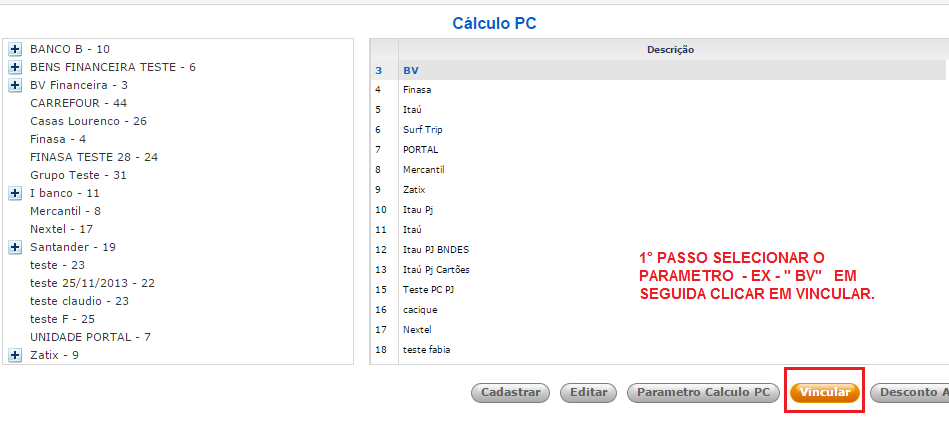 Cálculo PC
BANCO B - 10
BENS FINANCEIRA TESTE - 6
BV Financeira - 3
CARREFOUR - 44
Casas Lourenco - 26
Finasa - 4
FINASA TESTE 28 - 24
Grupo Teste - 31
I banco - 11
Mercantil - 8
Nextel - 17
Santander - 19
teste - 23
teste 25/11/2013 - 22
teste claudio - 23
teste F - 25
UNIDADE PORTAL - 7
Zatix - 9
Descrição
3 BV
4 Finasa
5 Itaú
6 Surf Trip
7 PORTAL
8 Mercantil
9 Zatix
10 Itau Pj
11 Itaú
12 Itau PJ BNDES
13 Itaú Pj Cartões
15 Teste PC PJ
16 cacique
17 Nextel
18 teste fabia
1° PASSO SELECIONAR O
PARAMETRO - EX - " BV" EM
SEGUIDA CLICAR EM VINCULAR.
Cadastrar Editar Parametro Calculo PC Vincular Desconto A